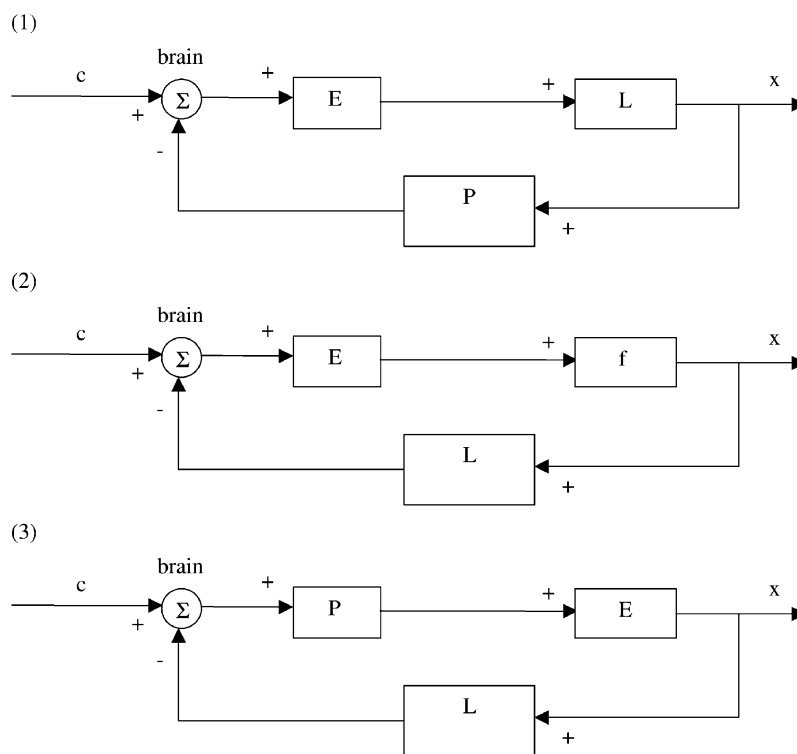 (1)
brain
c + + x
Σ E L
+
- P
+
(2)
brain
c + + x
Σ E f
+
- L
+
(3)
brain
c + + x
Σ P E
+
- L
+